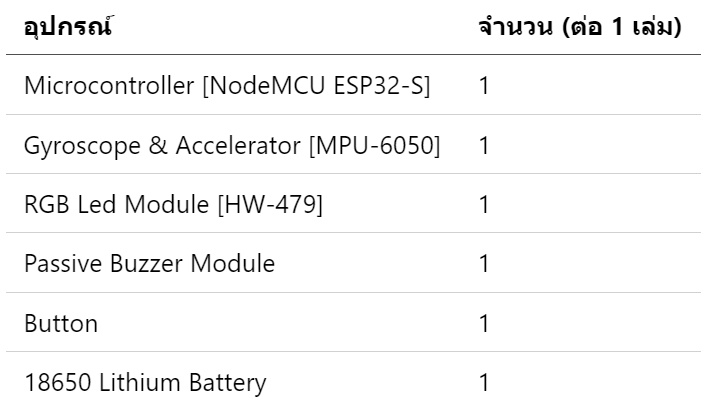 อุปกรณ์ จำนวน (ต่อ 1 เล่ม)
Microcontroller [NodeMCU ESP32-S] 1
Gyroscope & Accelerator [MPU-6050] 1
RGB Led Module [HW-479] 1
Passive Buzzer Module 1
Button 1
18650 Lithium Battery 1